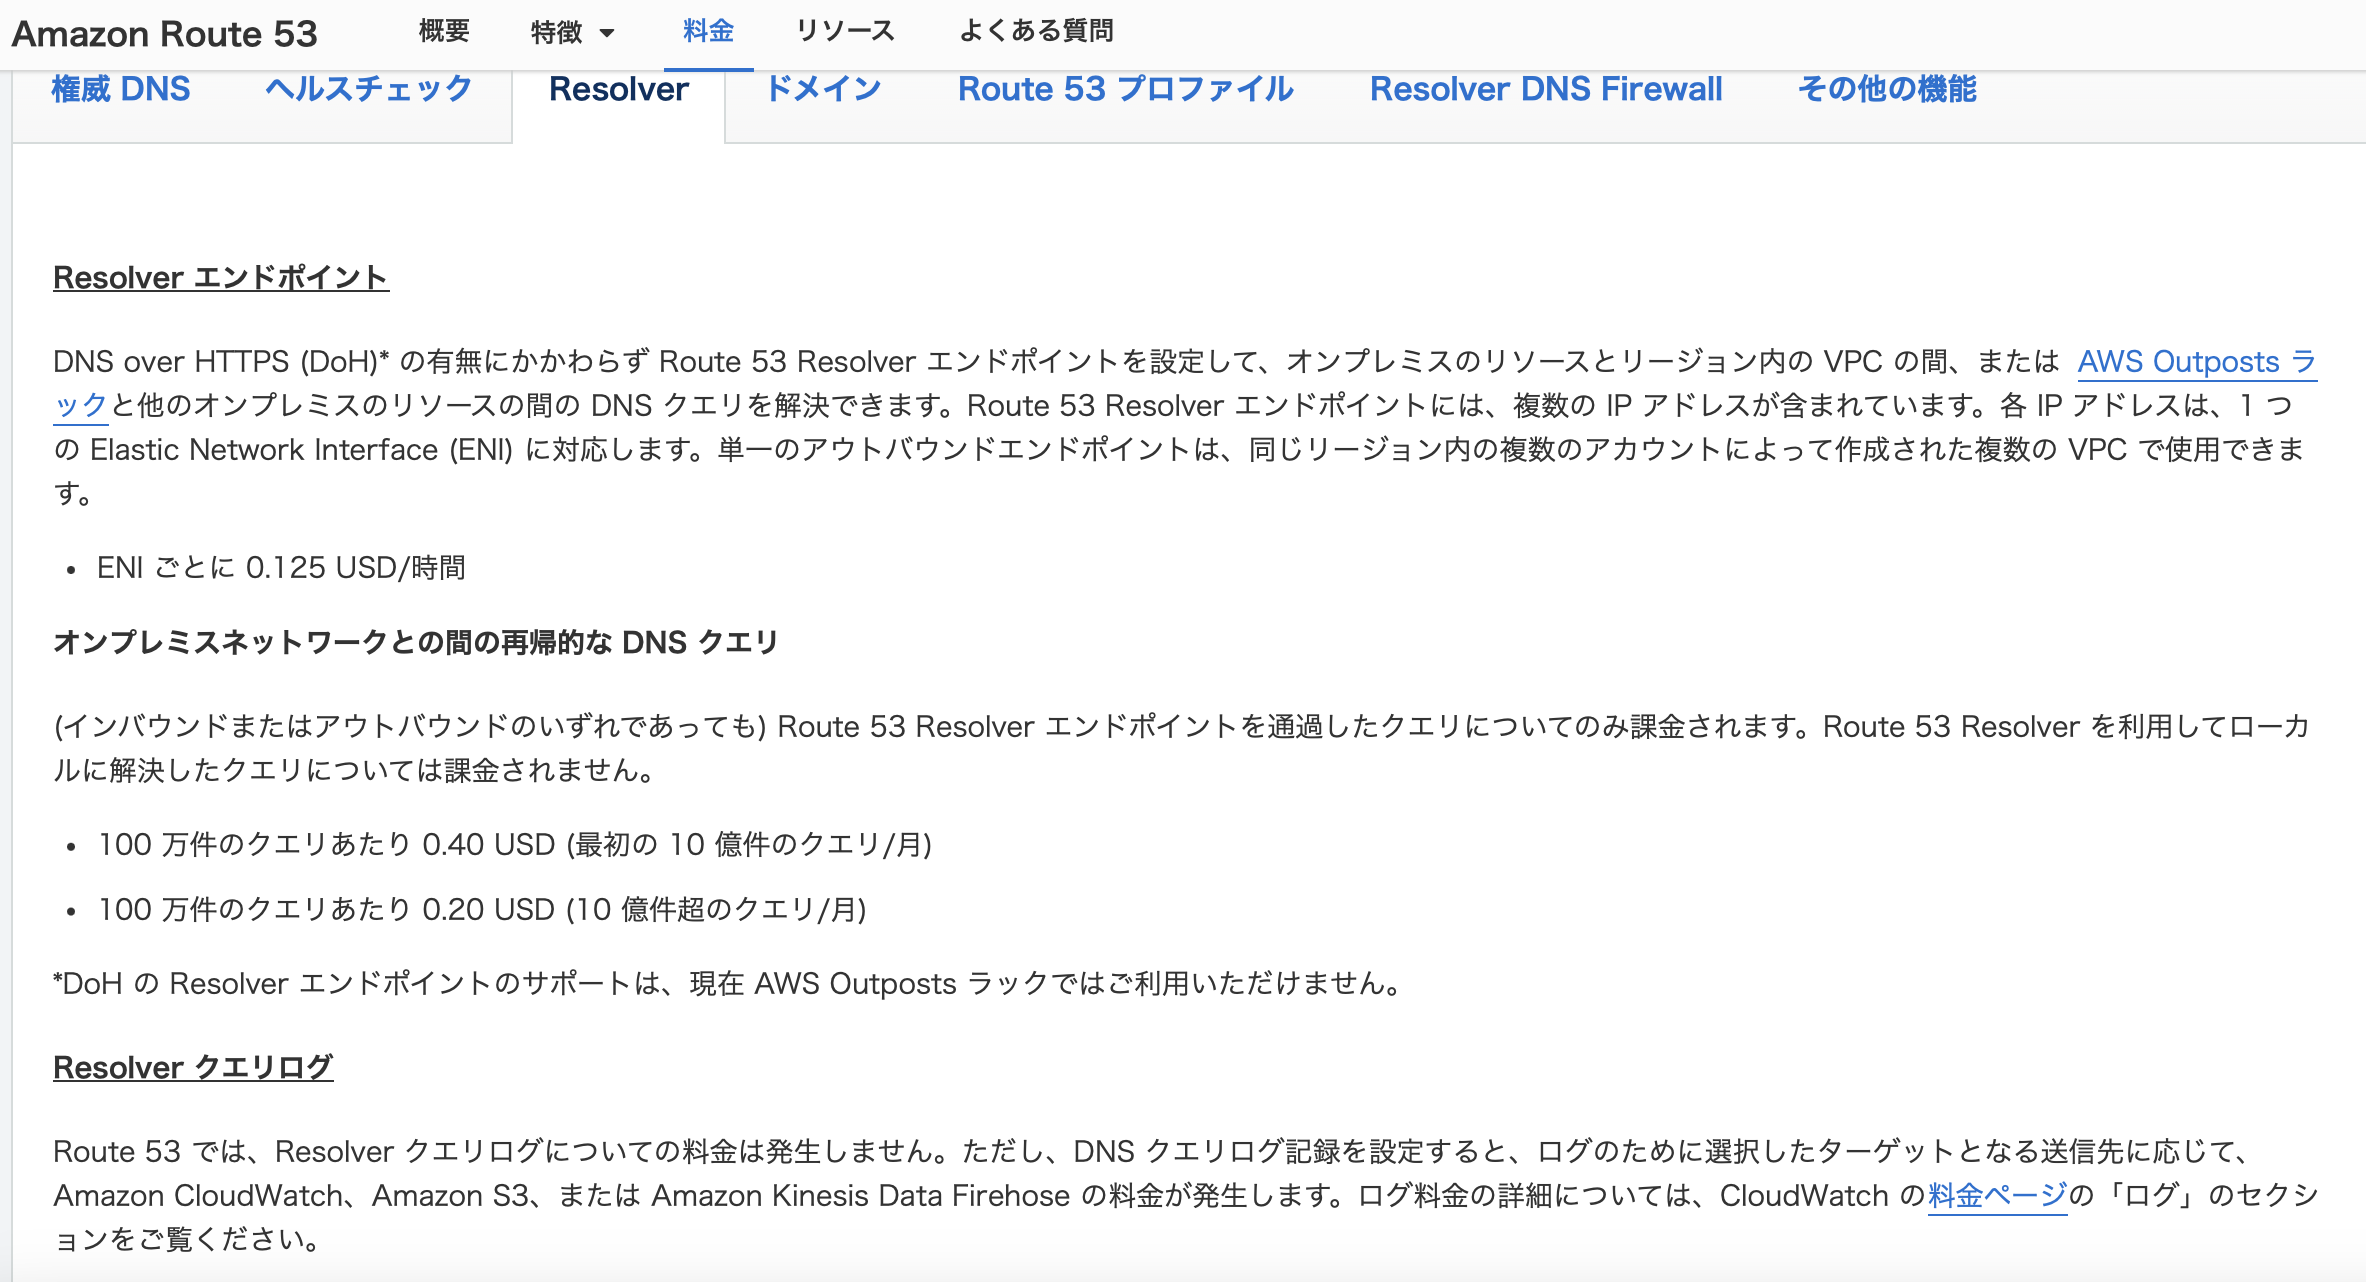 Amazon Route 53 概要 特徴 料金 リソース よくある質問
権威 DNS ヘルスチェック Resolver ドメイン Route 53 プロファイル Resolver DNS Firewall その他の機能
Resolver エンドポイント
DNS over HTTPS (DoH)* の有無にかかわらず Route 53 Resolver エンドポイントを設定して、オンプレミスのリソースとリージョン内の VPC の間、または AWS Outposts ラ
ックと他のオンプレミスのリソースの間の DNS クエリを解決できます。Route 53 Resolver エンドポイントには、複数の IP アドレスが含まれています。各 IP アドレスは、1 つ
の Elastic Network Interface (ENI) に対応します。単一のアウトバウンドエンドポイントは、同じリージョン内の複数のアカウントによって作成された複数の VPC で使用できま
す。
• ENI ごとに 0.125 USD/時間
オンプレミスネットワークとの間の再帰的な DNS クエリ
(インバウンドまたはアウトバウンドのいずれであっても) Route 53 Resolver エンドポイントを通過したクエリについてのみ課金されます。Route 53 Resolver を利用してローカ
ルに解決したクエリについては課金されません。
• 100 万件のクエリあたり 0.40 USD (最初の 10 億件のクエリ/月)
• 100 万件のクエリあたり 0.20 USD (10 億件超のクエリ/月)
*DoH の Resolver エンドポイントのサポートは、現在 AWS Outposts ラックではご利用いただけません。
Resolver クエリログ
Route 53 では、Resolver クエリログについての料金は発生しません。ただし、DNS クエリログ記録を設定すると、ログのために選択したターゲットとなる送信先に応じて、
Amazon CloudWatch、Amazon S3、または Amazon Kinesis Data Firehose の料金が発生します。ログ料金の詳細については、CloudWatch の料金ページの「ログ」のセクシ
ョンをご覧ください。